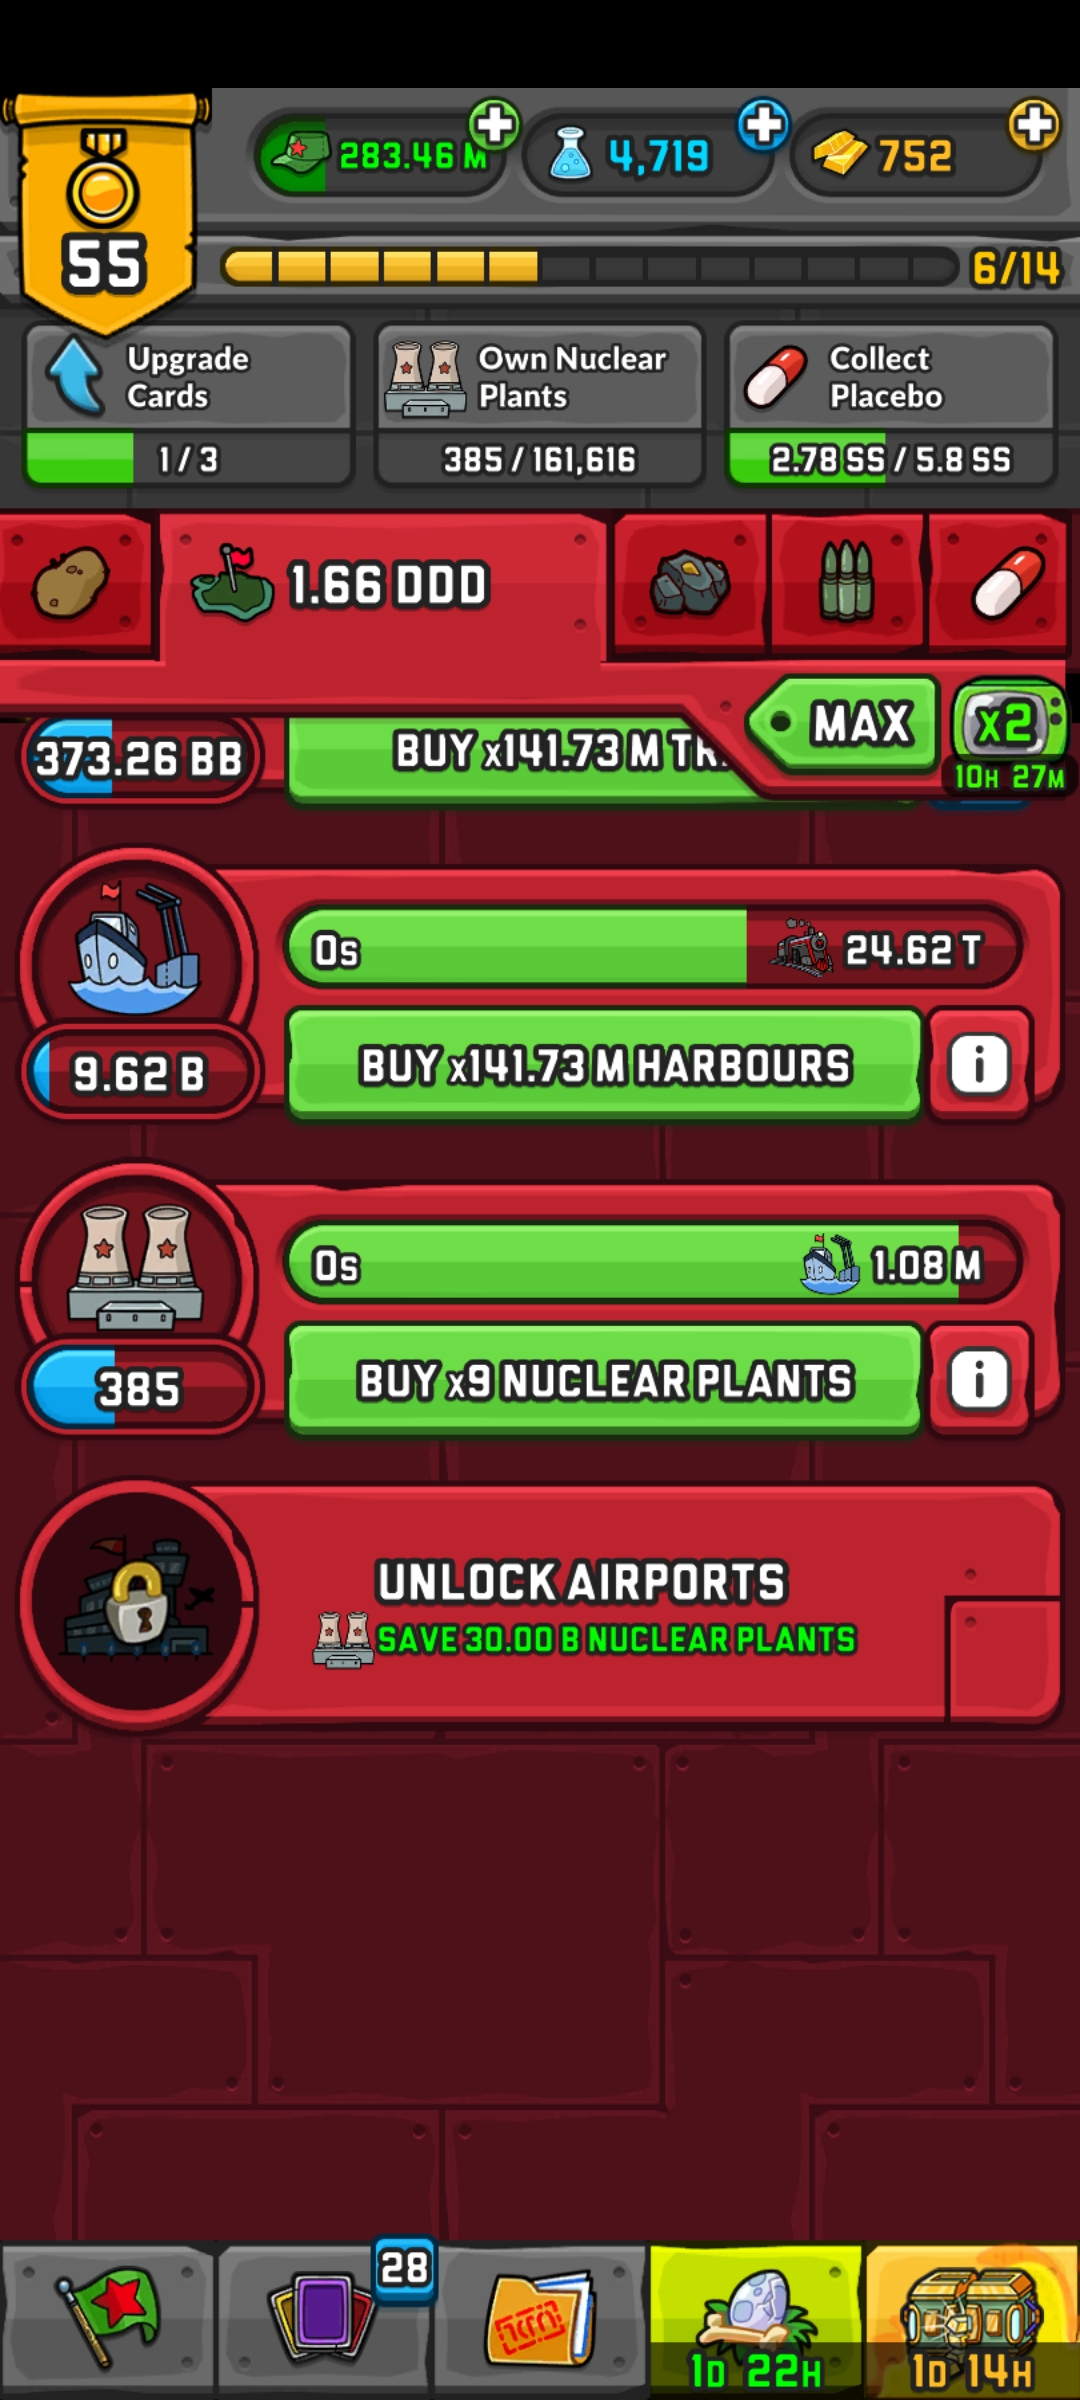 55
283.46 M
4,719
752
6/14
Upgrade
Cards
1 / 3
Own Nuclear
Plants
385 / 161,616
Collect
Placebo
2.78 SS / 5.8 SS
1.66 DDD
MAX
X2
10H 27M
373.26 BB
BUY x141.73 M TR
0s
24.62 T
9.62 B
BUY x141.73 M HARBOURS
i
0s
1.08 M
385
BUY x9 NUCLEAR PLANTS
i
UNLOCK AIRPORTS
SAVE 30.00 B NUCLEAR PLANTS
28
1D 22H
1D 14H